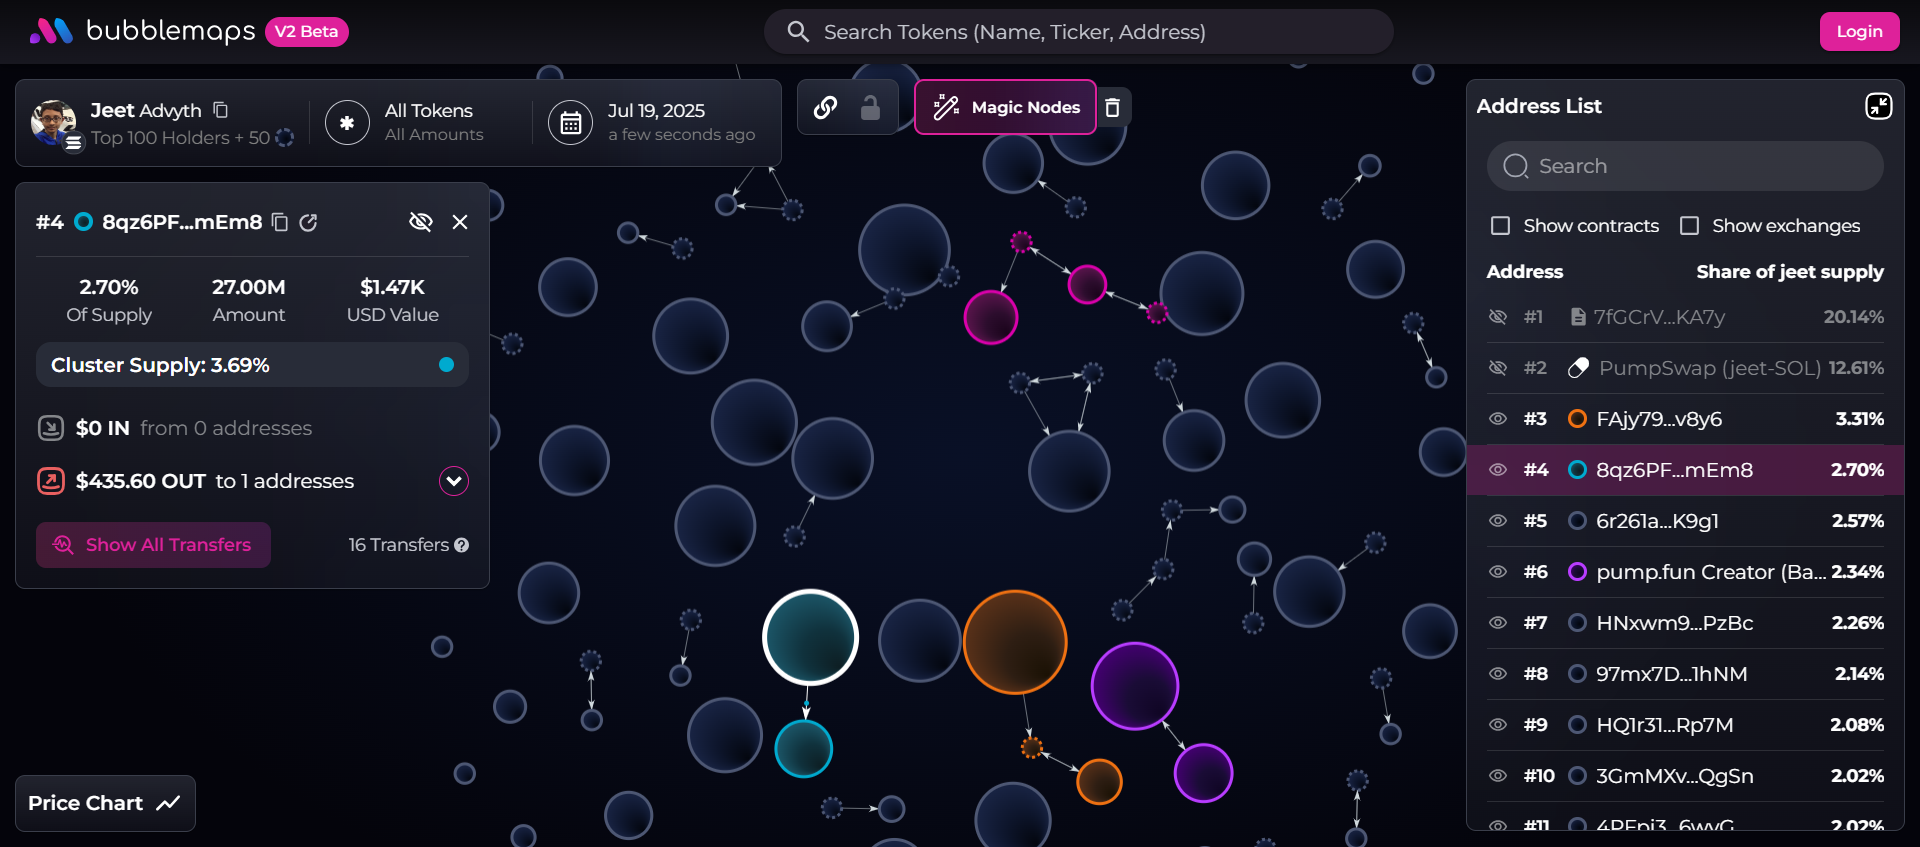 bubblemaps V2 Beta
Search Tokens (Name, Ticker, Address)
Login
Jeet Advyth
Top 100 Holders + 50
All Tokens
All Amounts
Jul 19, 2025
a few seconds ago
Magic Nodes
#4 8qz6PF...mEm8
2.70%
Of Supply
27.00M
Amount
$1.47K
USD Value
Cluster Supply: 3.69%
$0 IN from 0 addresses
$435.60 OUT to 1 addresses
Show All Transfers
16 Transfers
Price Chart
Address List
Search
Show contracts
Show exchanges
Address Share of jeet supply
#1 7fGCrV...KA7y 20.14%
#2 PumpSwap (jeet-SOL) 12.61%
#3 FAjy79...v8y6 3.31%
#4 8qz6PF...mEm8 2.70%
#5 6r261a...K9g1 2.57%
#6 pump.fun Creator (Ba... 2.34%
#7 HNxwm9...PzBc 2.26%
#8 97mx7D...1hNM 2.14%
#9 HQ1r31...Rp7M 2.08%
#10 3GmMXv...QgSn 2.02%
#11 2.02%